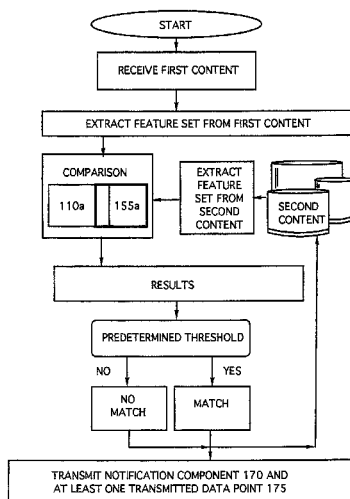 START
RECEIVE FIRST CONTENT
EXTRACT FEATURE SET FROM FIRST CONTENT
COMPARISON
110a
155a
EXTRACT
FEATURE
SET FROM
SECOND
CONTENT
SECOND
CONTENT
RESULTS
PREDETERMINED THRESHOLD
NO
YES
NO
MATCH
MATCH
TRANSMIT NOTIFICATION COMPONENT 170 AND
AT LEAST ONE TRANSMITTED DATA POINT 175